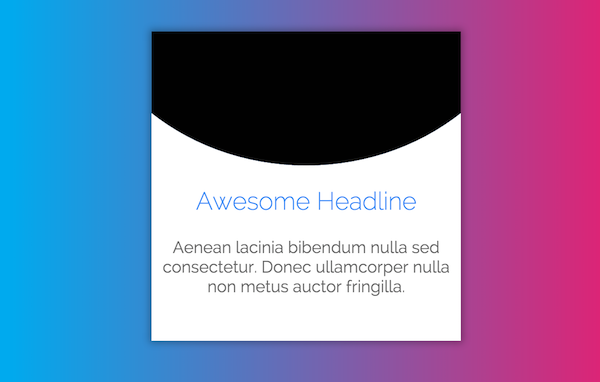 Awesome Headline
Aenean lacinia bibendum nulla sed
consectetur. Donec ullamcorper nulla
non metus auctor fringilla.